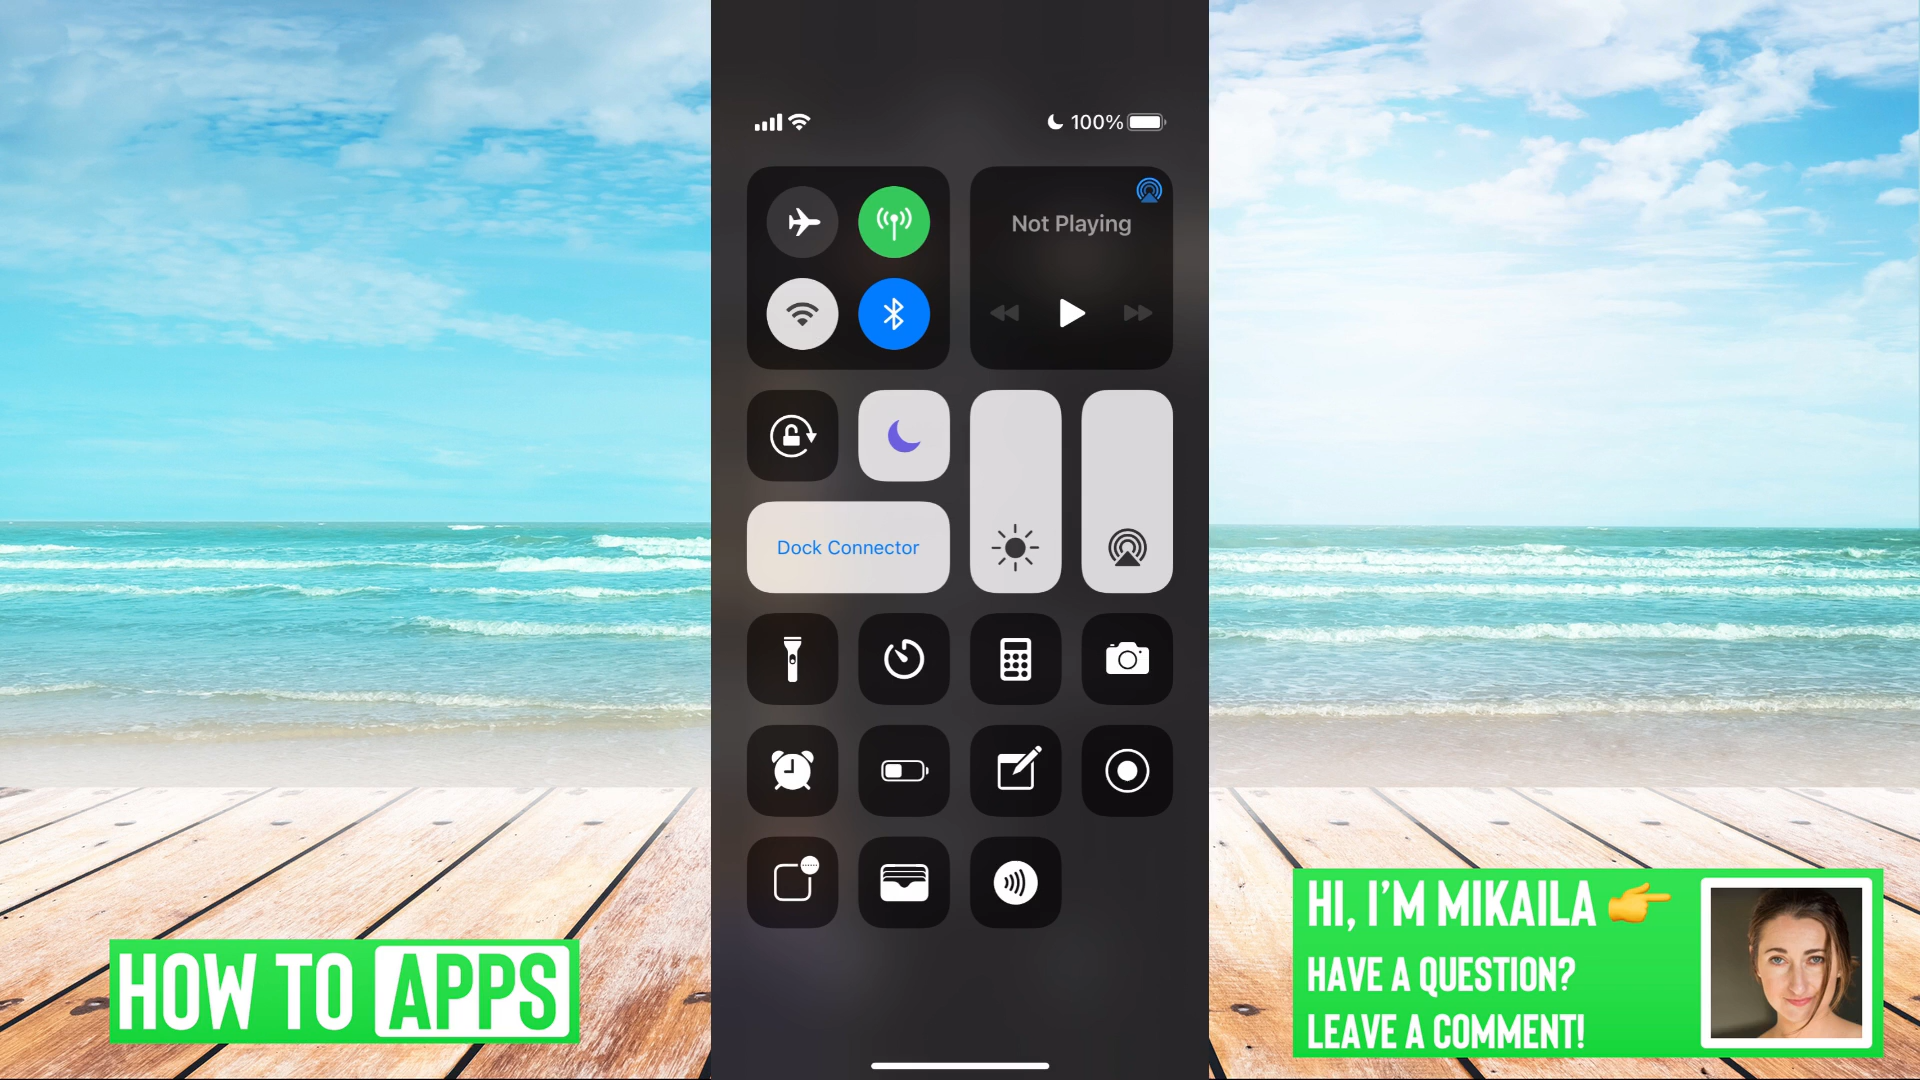 100%
Not Playing
Dock Connector
HOW TO APPS
HI, I'M MIKAILA
HAVE A QUESTION?
LEAVE A COMMENT!